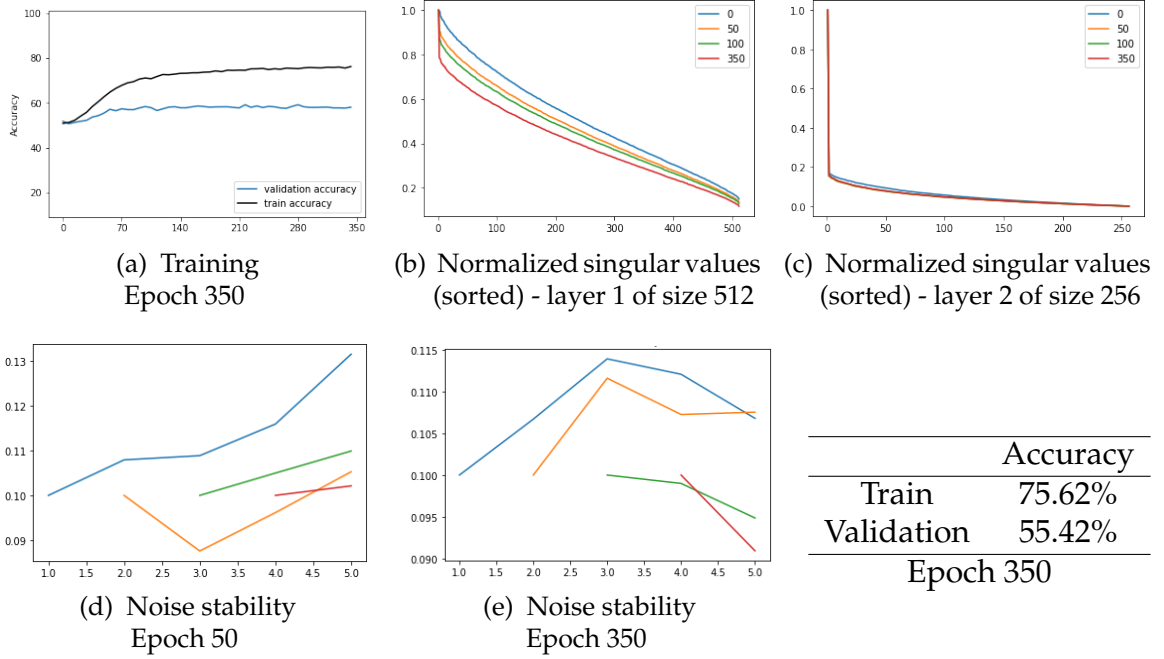 100
80
60
40
20
Accuracy
validation accuracy
train accuracy
0 70 140 210 280 350
(a) Training
Epoch 350
1.0
0.8
0.6
0.4
0.2
0
50
100
350
0 100 200 300 400 500
(b) Normalized singular values
(sorted) - layer 1 of size 512
1.0
0.8
0.6
0.4
0.2
0.0
0
50
100
350
0 50 100 150 200 250
(c) Normalized singular values
(sorted) - layer 2 of size 256
0.13
0.12
0.11
0.10
0.09
1.0 1.5 2.0 2.5 3.0 3.5 4.0 4.5 5.0
(d) Noise stability
Epoch 50
0.115
0.110
0.105
0.100
0.095
0.090
1.0 1.5 2.0 2.5 3.0 3.5 4.0 4.5 5.0
(e) Noise stability
Epoch 350
Accuracy
Train 75.62%
Validation 55.42%
Epoch 350